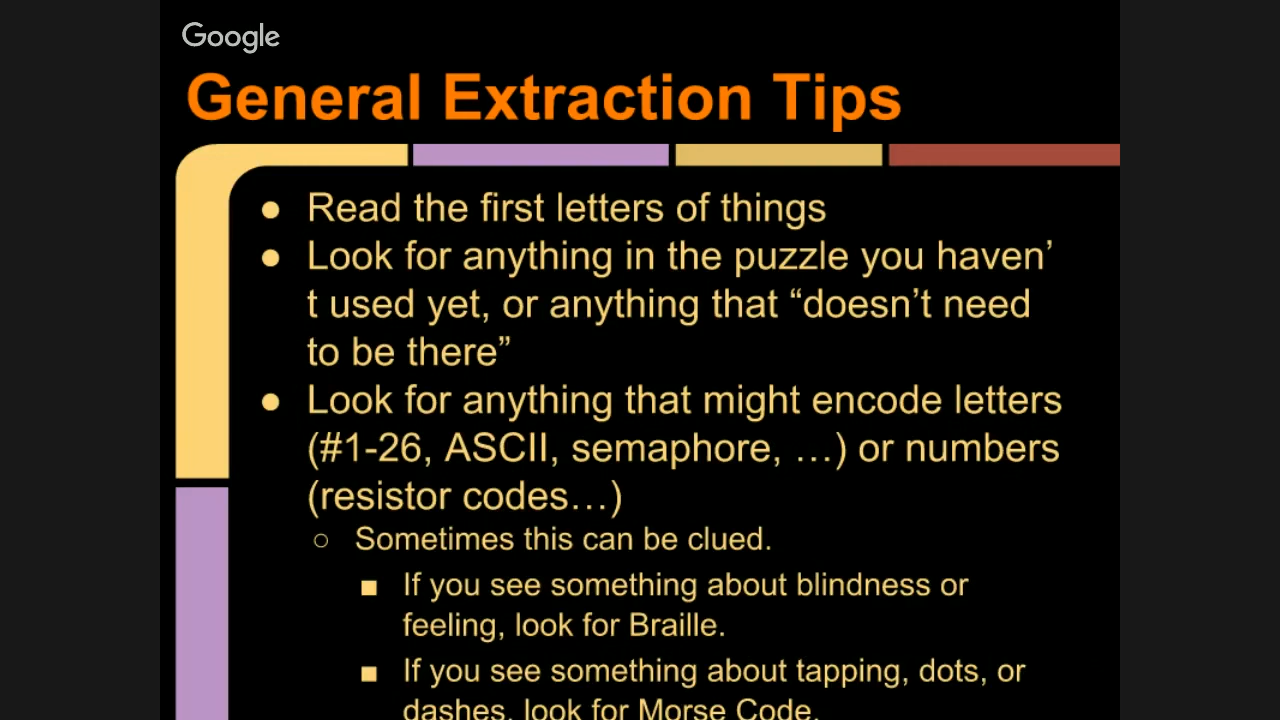 Google
General Extraction Tips
● Read the first letters of things
● Look for anything in the puzzle you haven’
t used yet, or anything that “doesn’t need
to be there”
● Look for anything that might encode letters
(#1-26, ASCII, semaphore, …) or numbers
(resistor codes…)
○ Sometimes this can be clued.
■ If you see something about blindness or
feeling, look for Braille.
■ If you see something about tapping, dots, or
dashes, look for Morse Code.